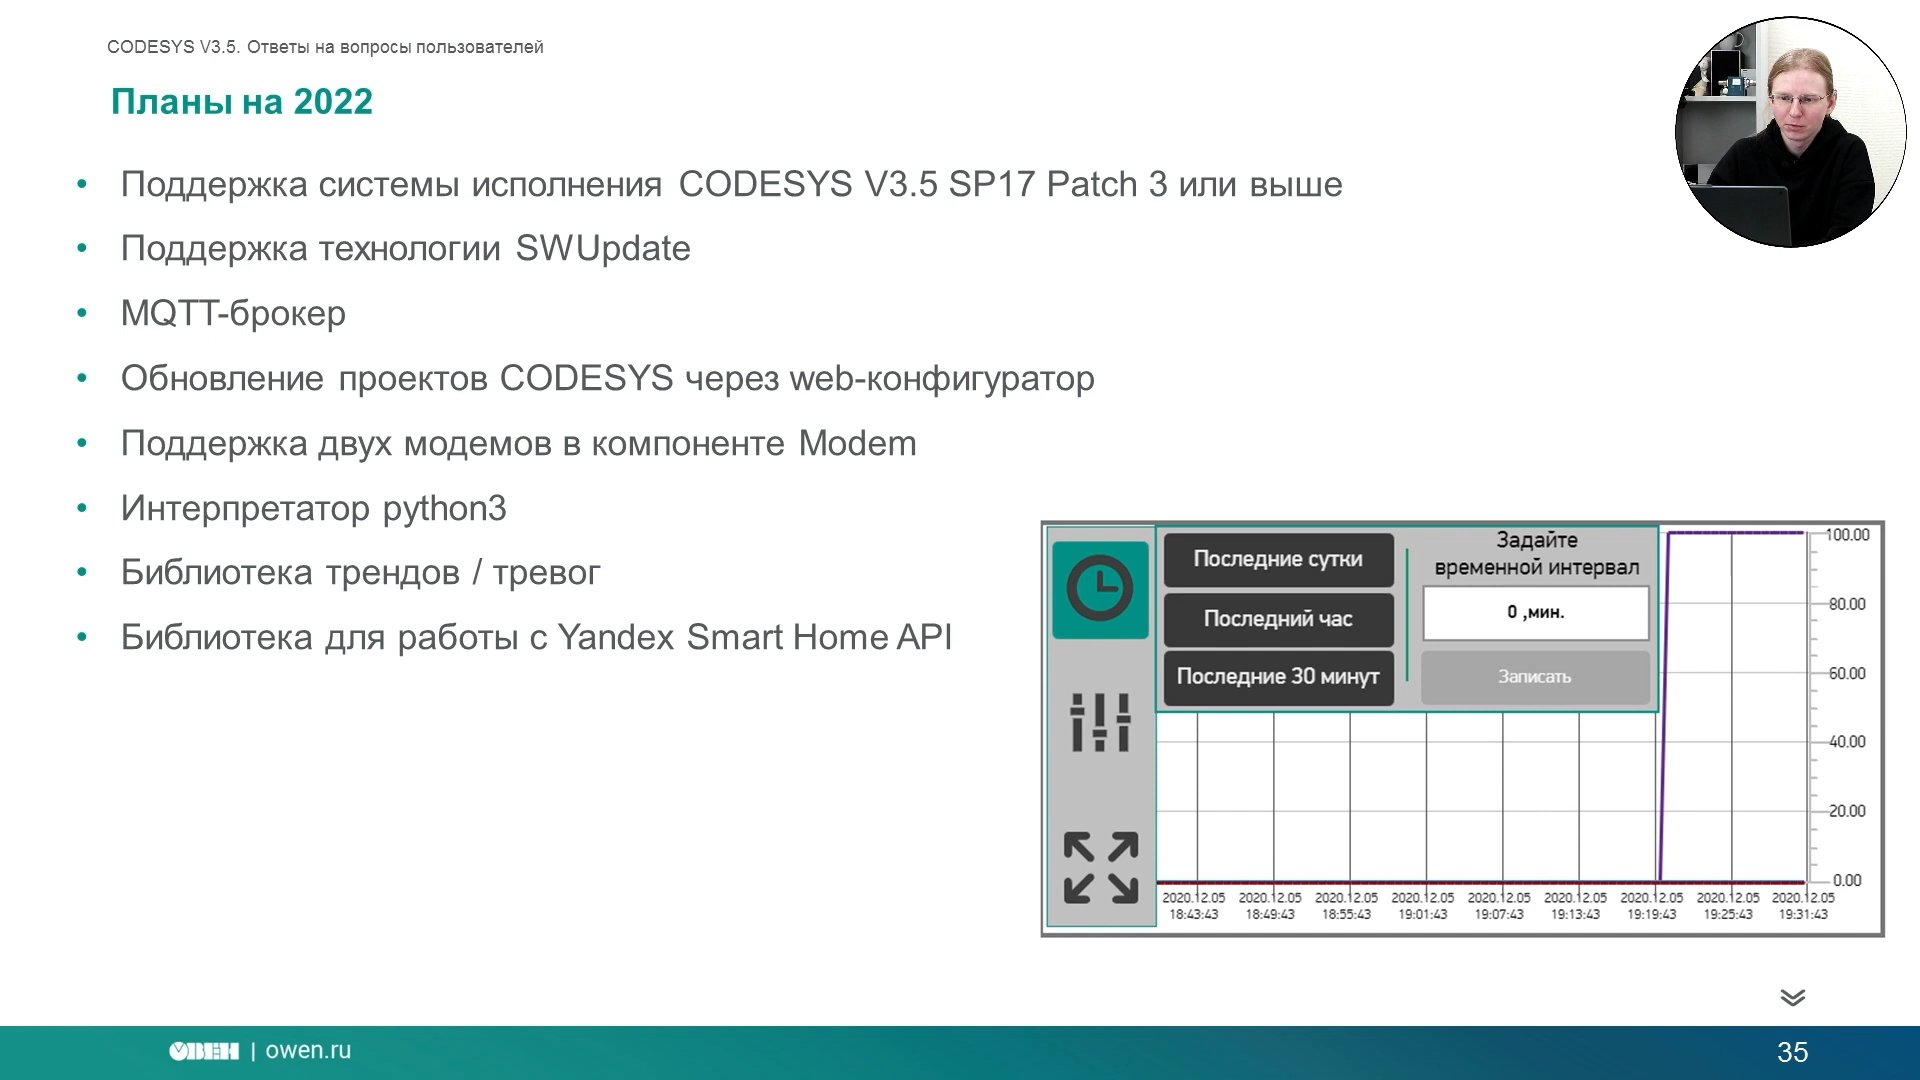 CODESYS V3.5. Ответы на вопросы пользователей
Планы на 2022
• Поддержка системы исполнения CODESYS V3.5 SP17 Patch 3 или выше
• Поддержка технологии SWUpdate
• MQTT-брокер
• Обновление проектов CODESYS через web-конфигуратор
• Поддержка двух модемов в компоненте Modem
• Интерпретатор python3
• Библиотека трендов / тревог
• Библиотека для работы с Yandex Smart Home API
Последние сутки
Последний час
Последние 30 минут
Задайте
временной интервал
0 ,мин.
Записать
100.00
80.00
60.00
40.00
20.00
0.00
2020.12.05 2020.12.05 2020.12.05 2020.12.05 2020.12.05 2020.12.05 2020.12.05 2020.12.05 2020.12.05
18:43:43 18:49:43 18:55:43 19:01:43 19:07:43 19:13:43 19:19:43 19:25:43 19:31:43
ОВЕН | owen.ru
35